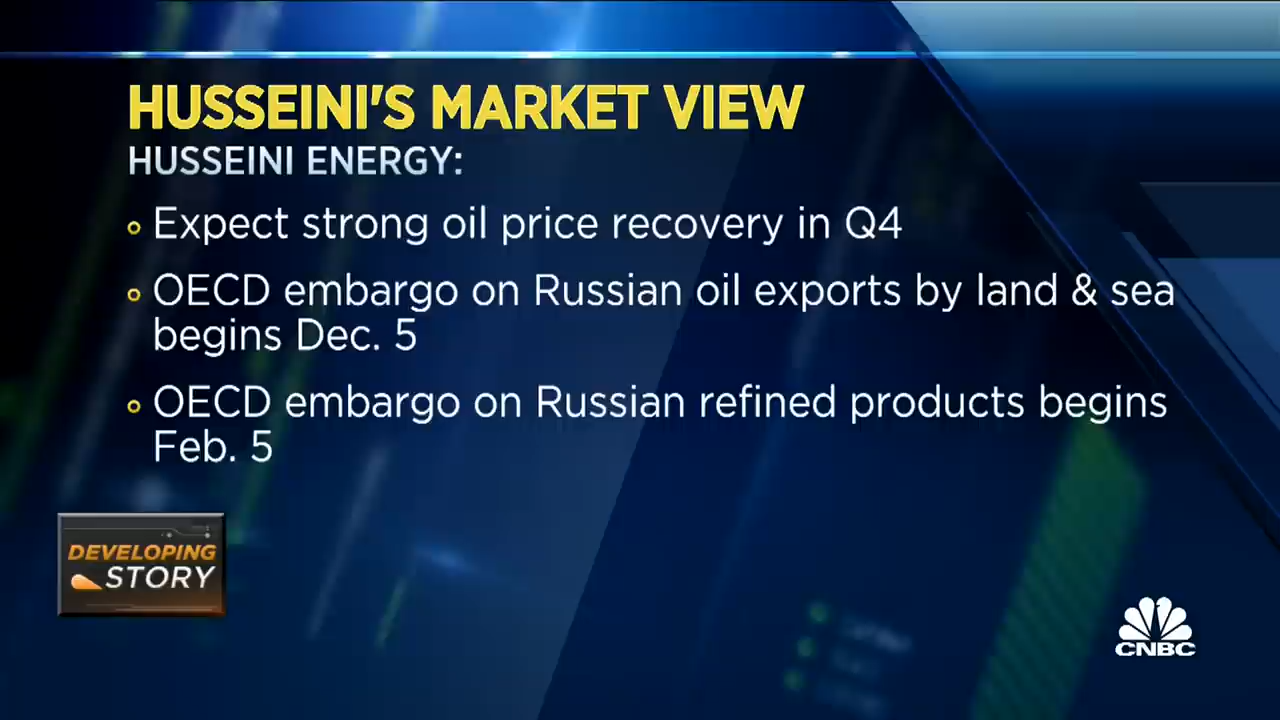 HUSSEINI'S MARKET VIEW
HUSSEINI ENERGY:
Expect strong oil price recovery in Q4
OECD embargo on Russian oil exports by land & sea
begins Dec. 5
OECD embargo on Russian refined products begins
Feb. 5
DEVELOPING
STORY
CNBC